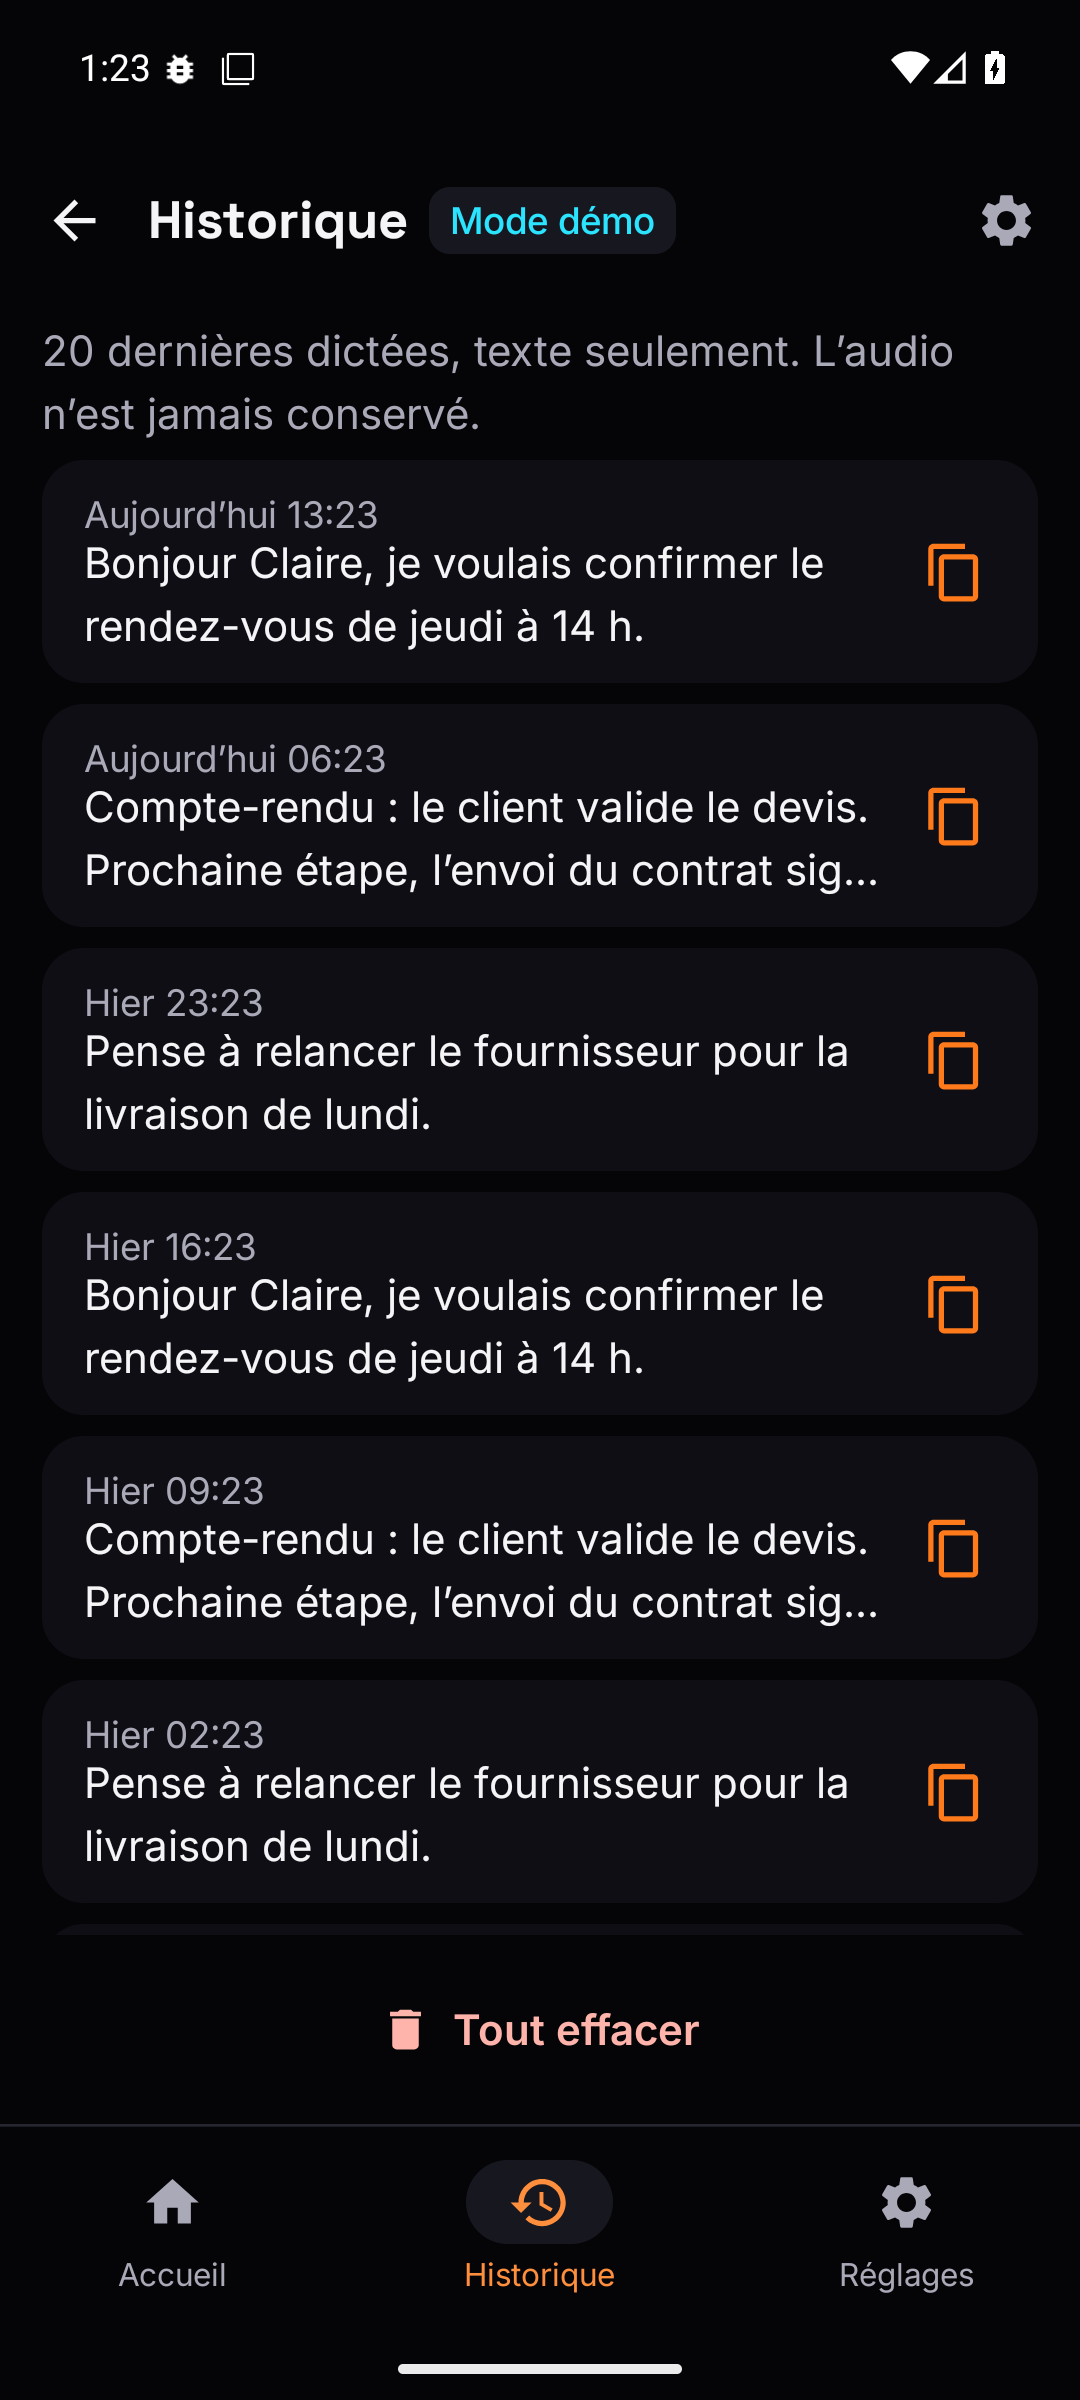 1:23
Historique
Mode démo
20 dernières dictées, texte seulement. L’audio
n’est jamais conservé.
Aujourd’hui 13:23
Bonjour Claire, je voulais confirmer le
rendez-vous de jeudi à 14 h.
Aujourd’hui 06:23
Compte-rendu : le client valide le devis.
Prochaine étape, l’envoi du contrat sig…
Hier 23:23
Pense à relancer le fournisseur pour la
livraison de lundi.
Hier 16:23
Bonjour Claire, je voulais confirmer le
rendez-vous de jeudi à 14 h.
Hier 09:23
Compte-rendu : le client valide le devis.
Prochaine étape, l’envoi du contrat sig…
Hier 02:23
Pense à relancer le fournisseur pour la
livraison de lundi.
Tout effacer
Accueil
Historique
Réglages